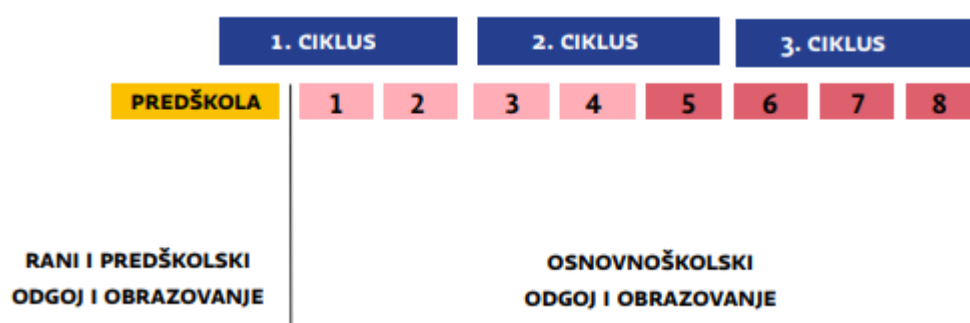 1. CIKLUS 2. CIKLUS 3. CIKLUS
PREDŠKOLA 1 2 3 4 5 6 7 8
RANI I PREDŠKOLSKI
ODGOJ I OBRAZOVANJE
OSNOVNOŠKOLSKI
ODGOJ I OBRAZOVANJE